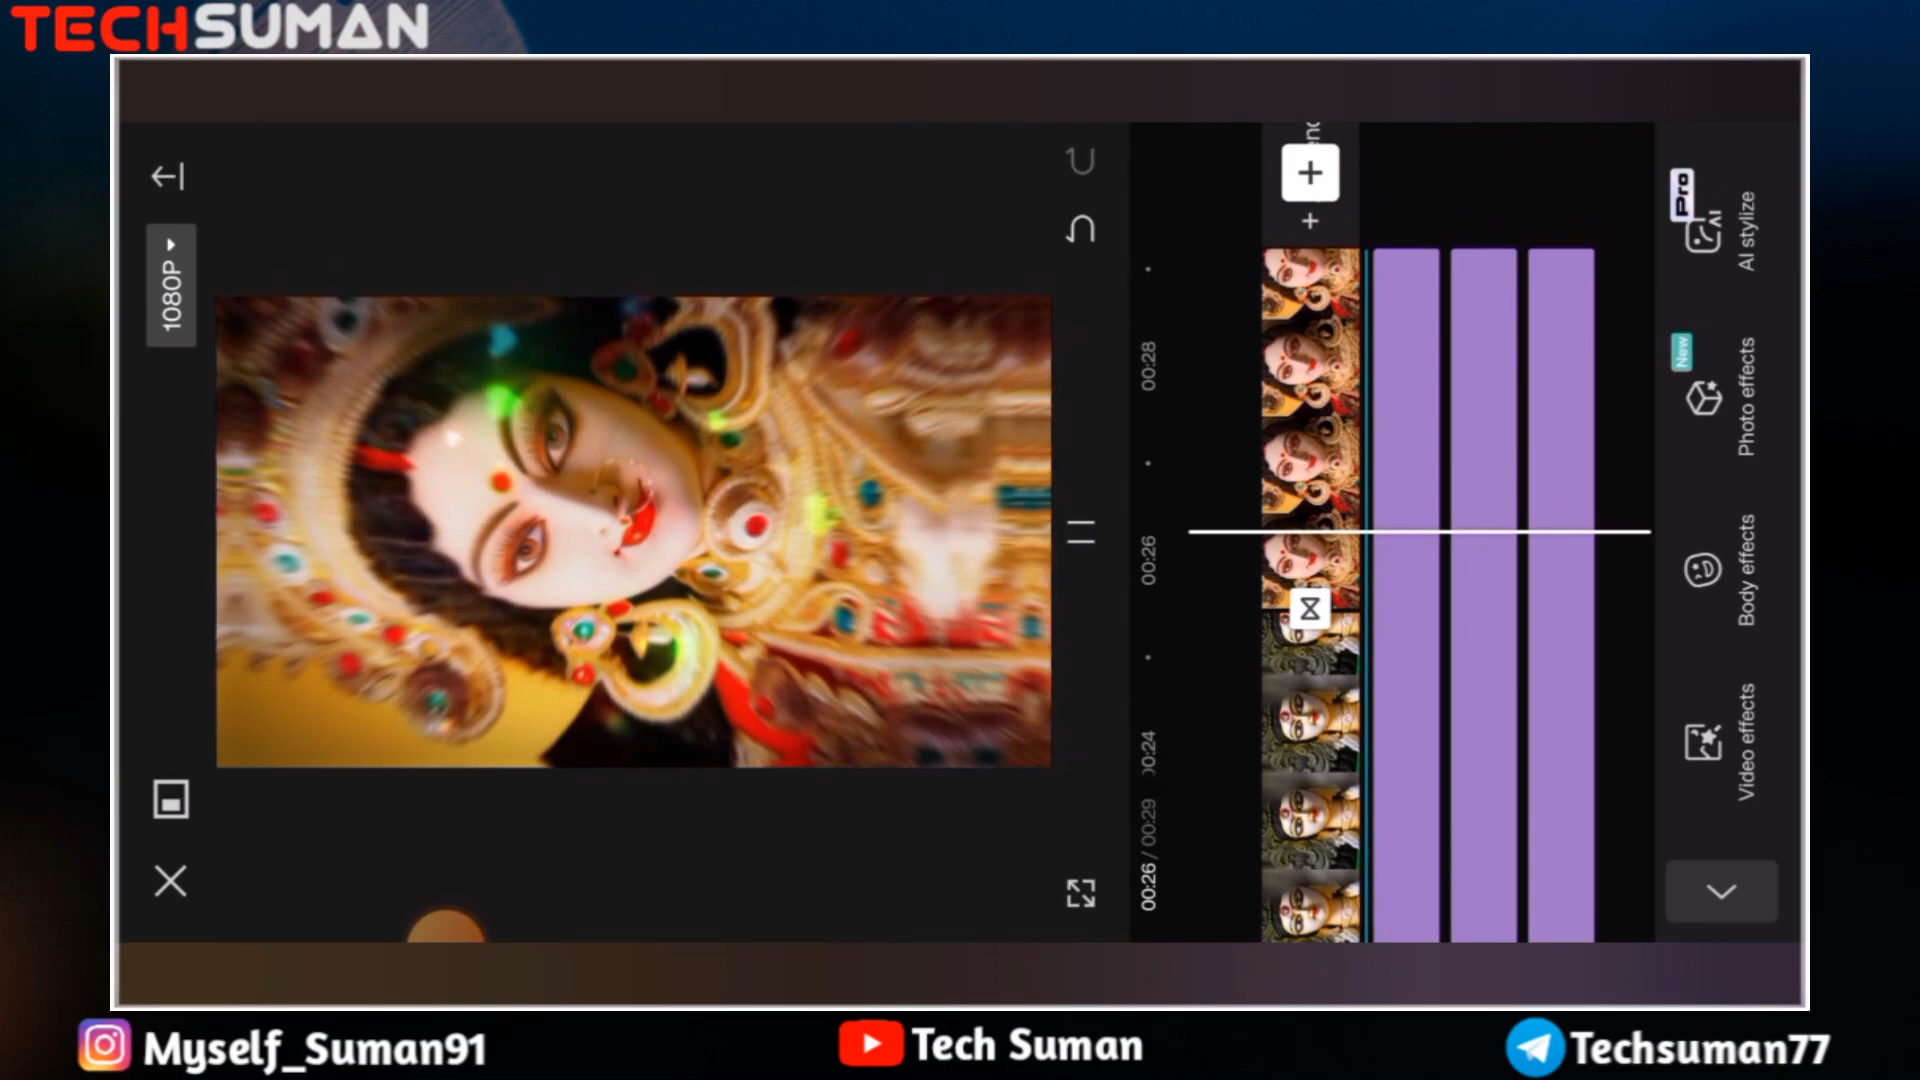 TECHSUMAN
1080P
00:26 / 00:29
00:24
00:26
00:28
Video effects
Body effects
Photo effects
New
AI stylize
Pro
Myself_Suman91
Tech Suman
Techsuman77